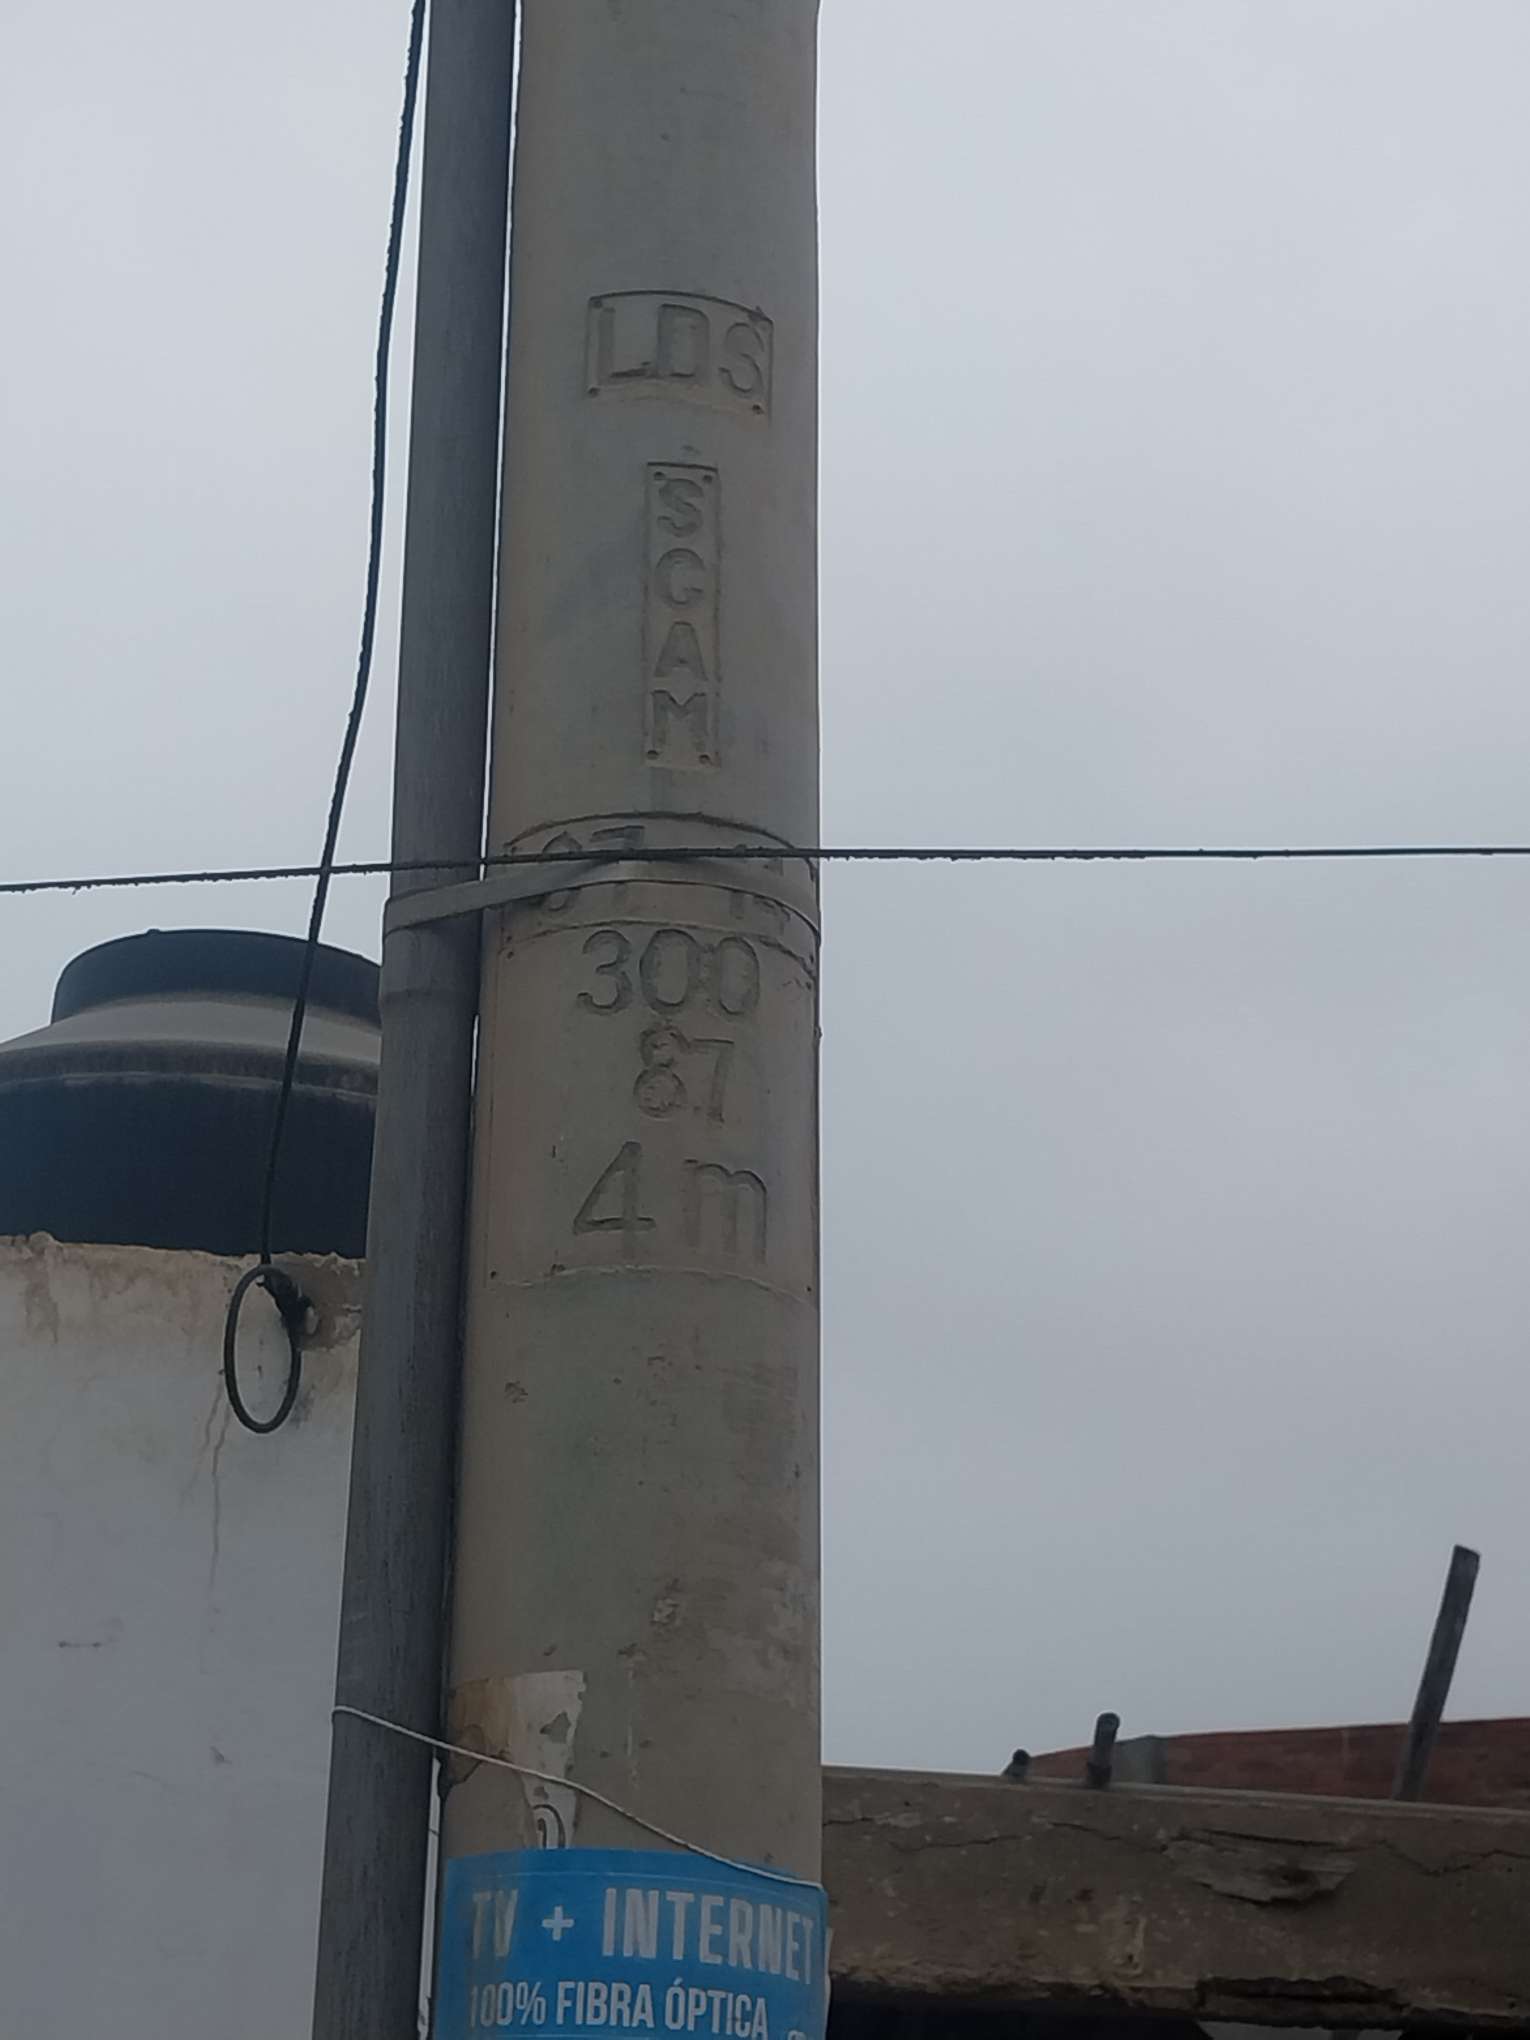 LDS
SCAM
300
87
4 m
TV + INTERNET
100% FIBRA ÓPTICA